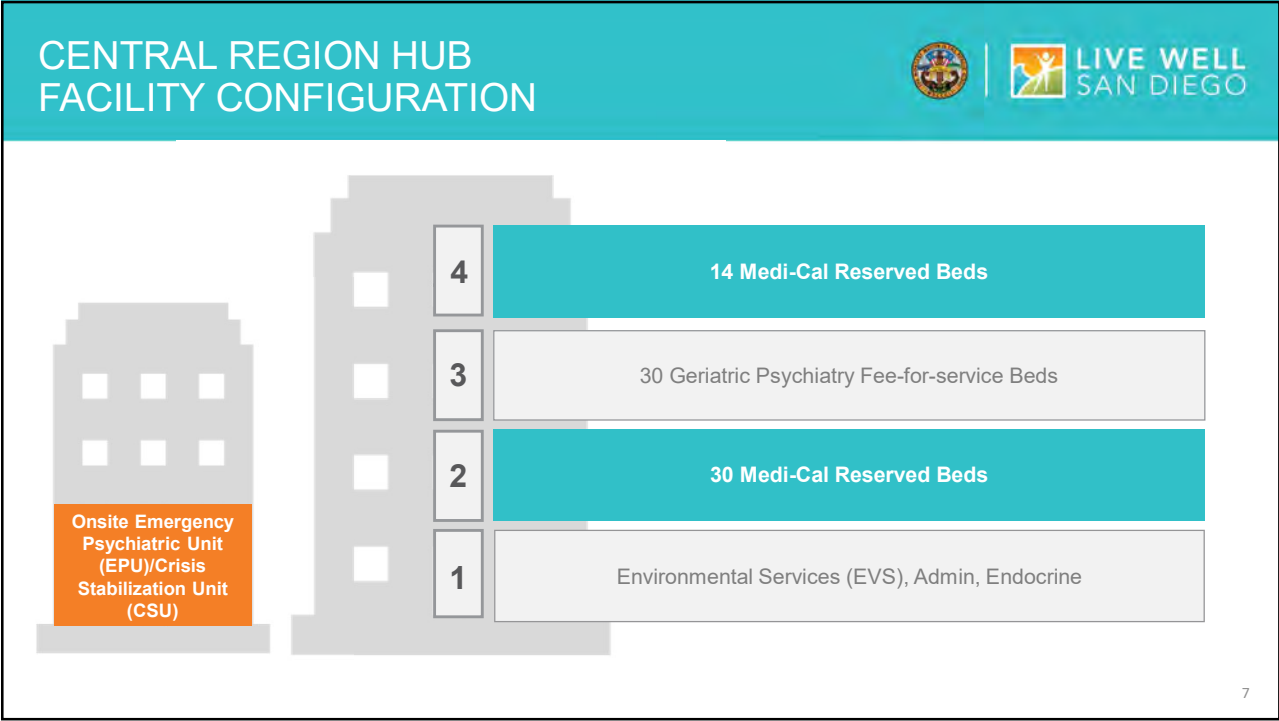 CENTRAL REGION HUB
FACILITY CONFIGURATION
LIVE WELL
SAN DIEGO
4
14 Medi-Cal Reserved Beds
3
30 Geriatric Psychiatry Fee-for-service Beds
2
30 Medi-Cal Reserved Beds
1
Environmental Services (EVS), Admin, Endocrine
Onsite Emergency
Psychiatric Unit
(EPU)/Crisis
Stabilization Unit
(CSU)
7